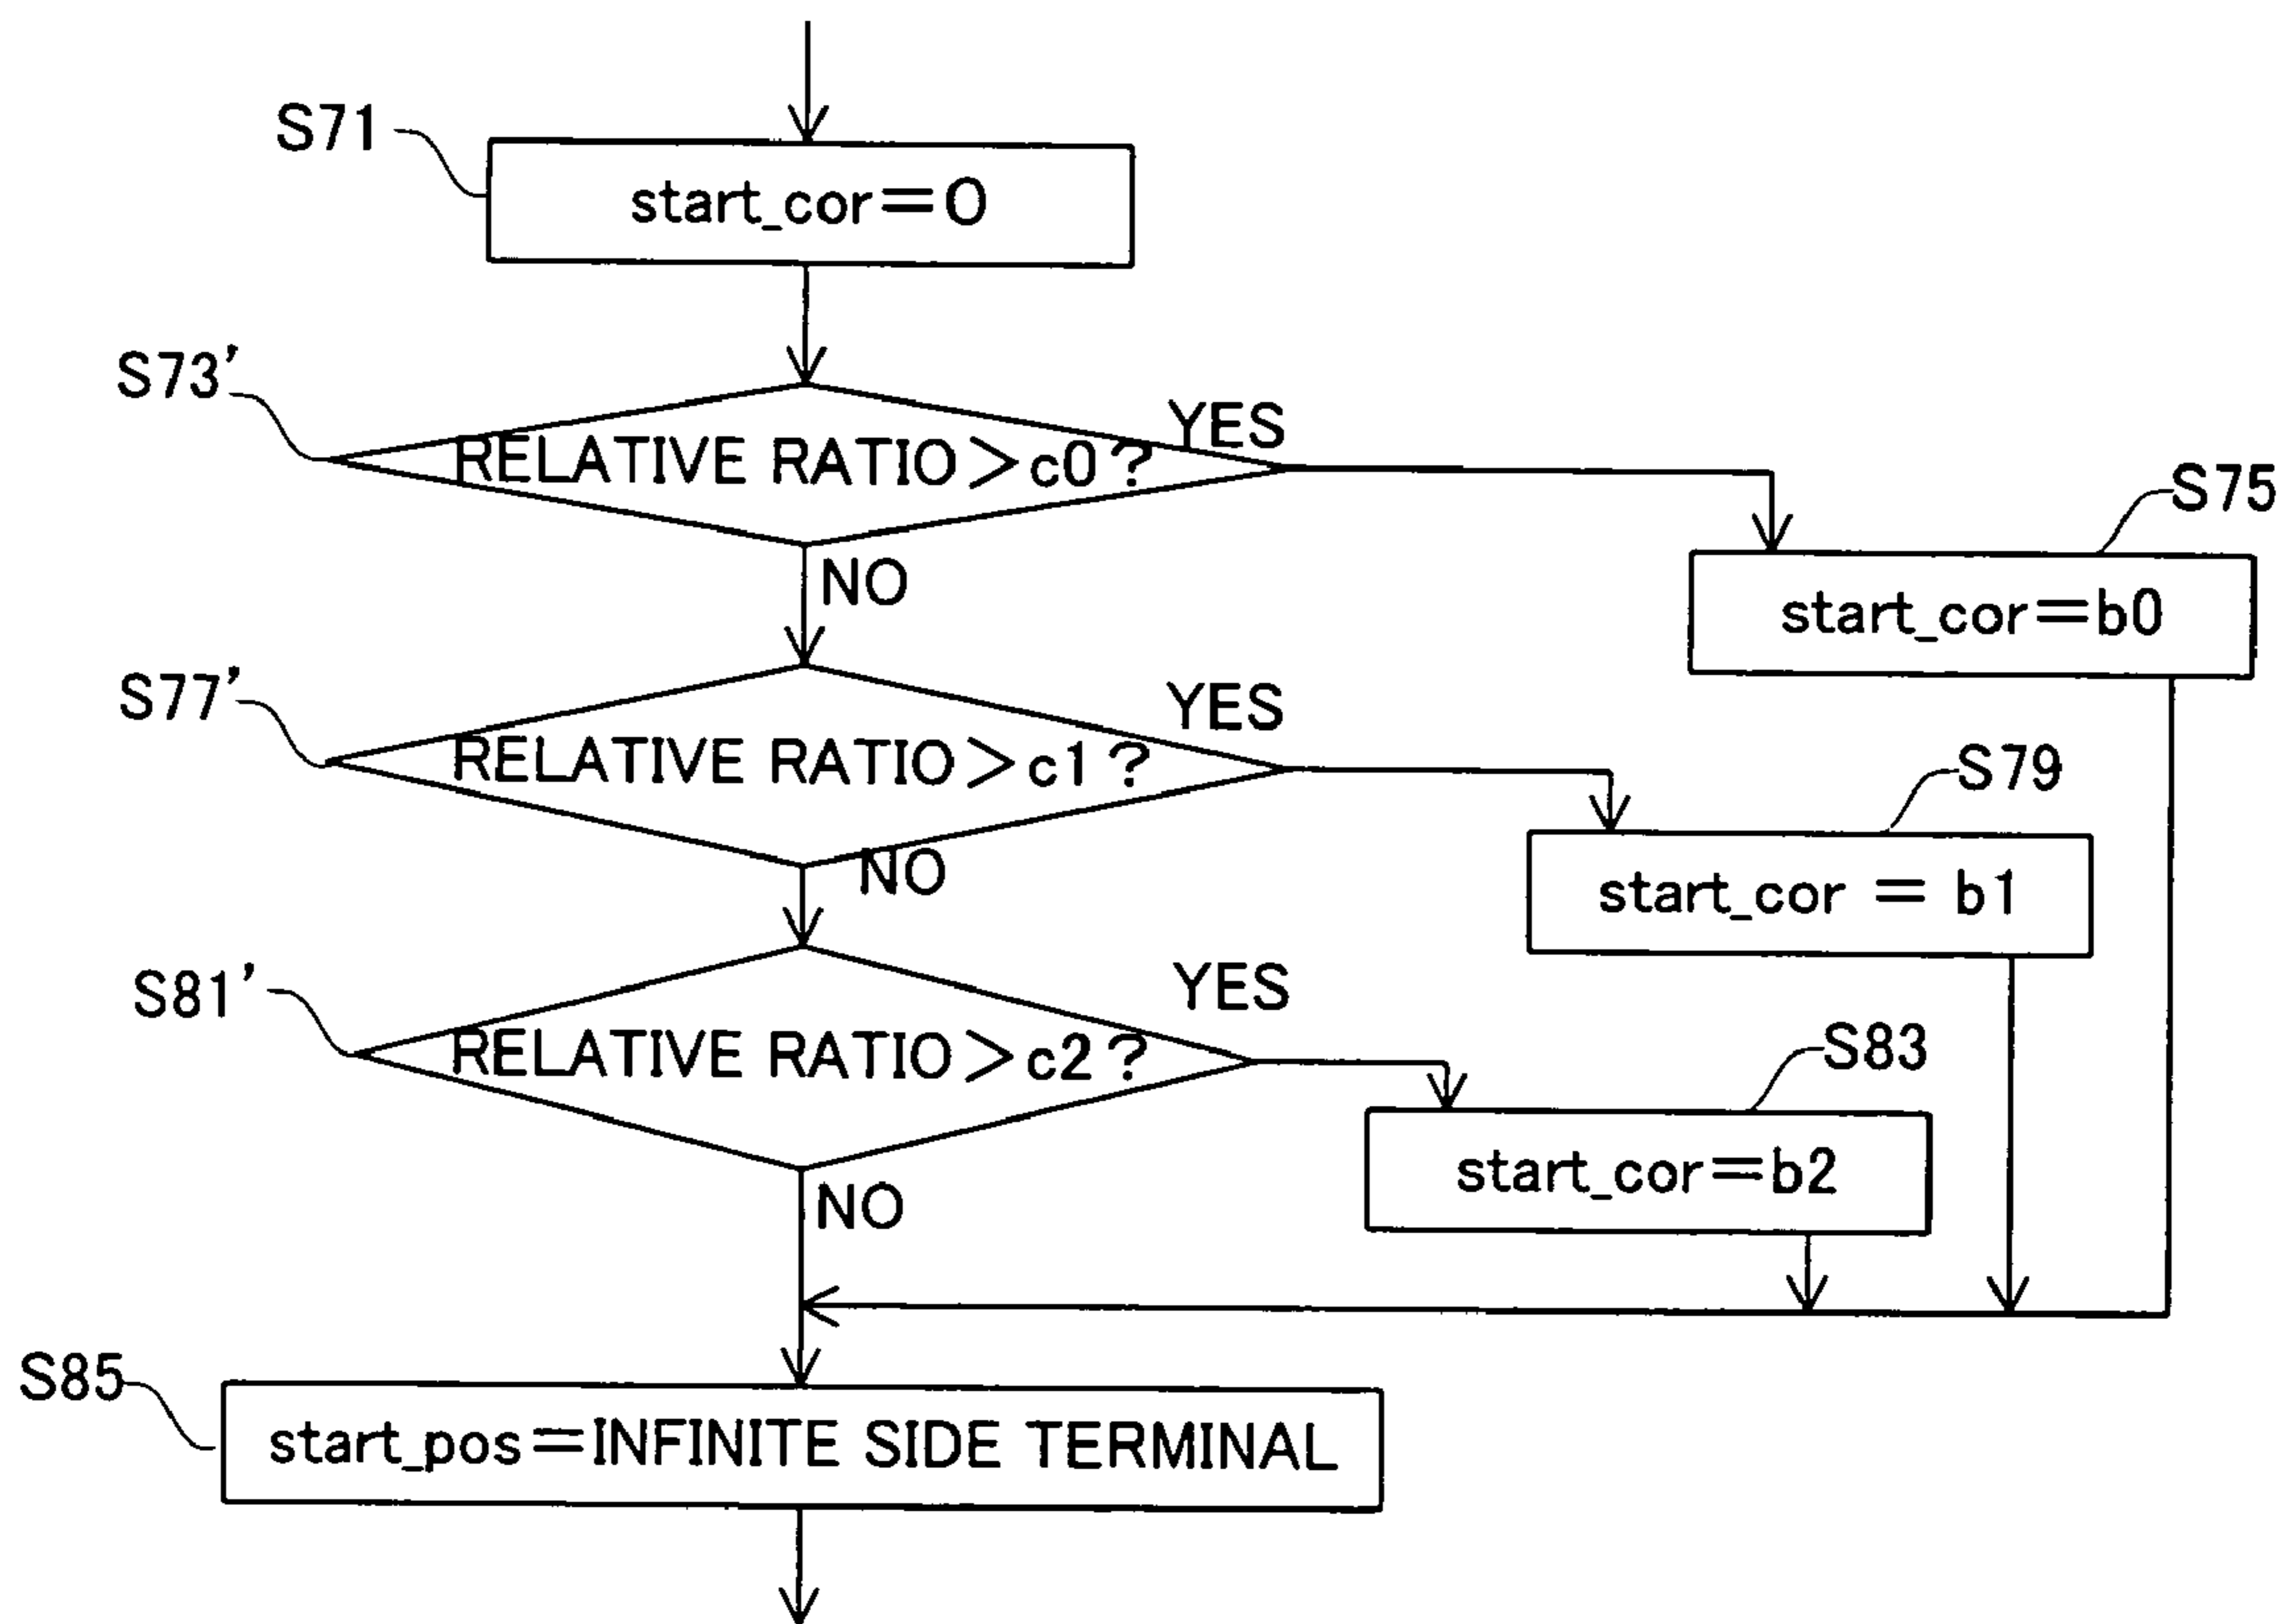 S71
start_cor=0
S73'
RELATIVE RATIO>c0?
YES
S75
start_cor=b0
NO
S77'
RELATIVE RATIO>c1?
YES
S79
start_cor = b1
NO
S81'
RELATIVE RATIO>c2?
YES
S83
start_cor=b2
NO
S85
start_pos=INFINITE SIDE TERMINAL